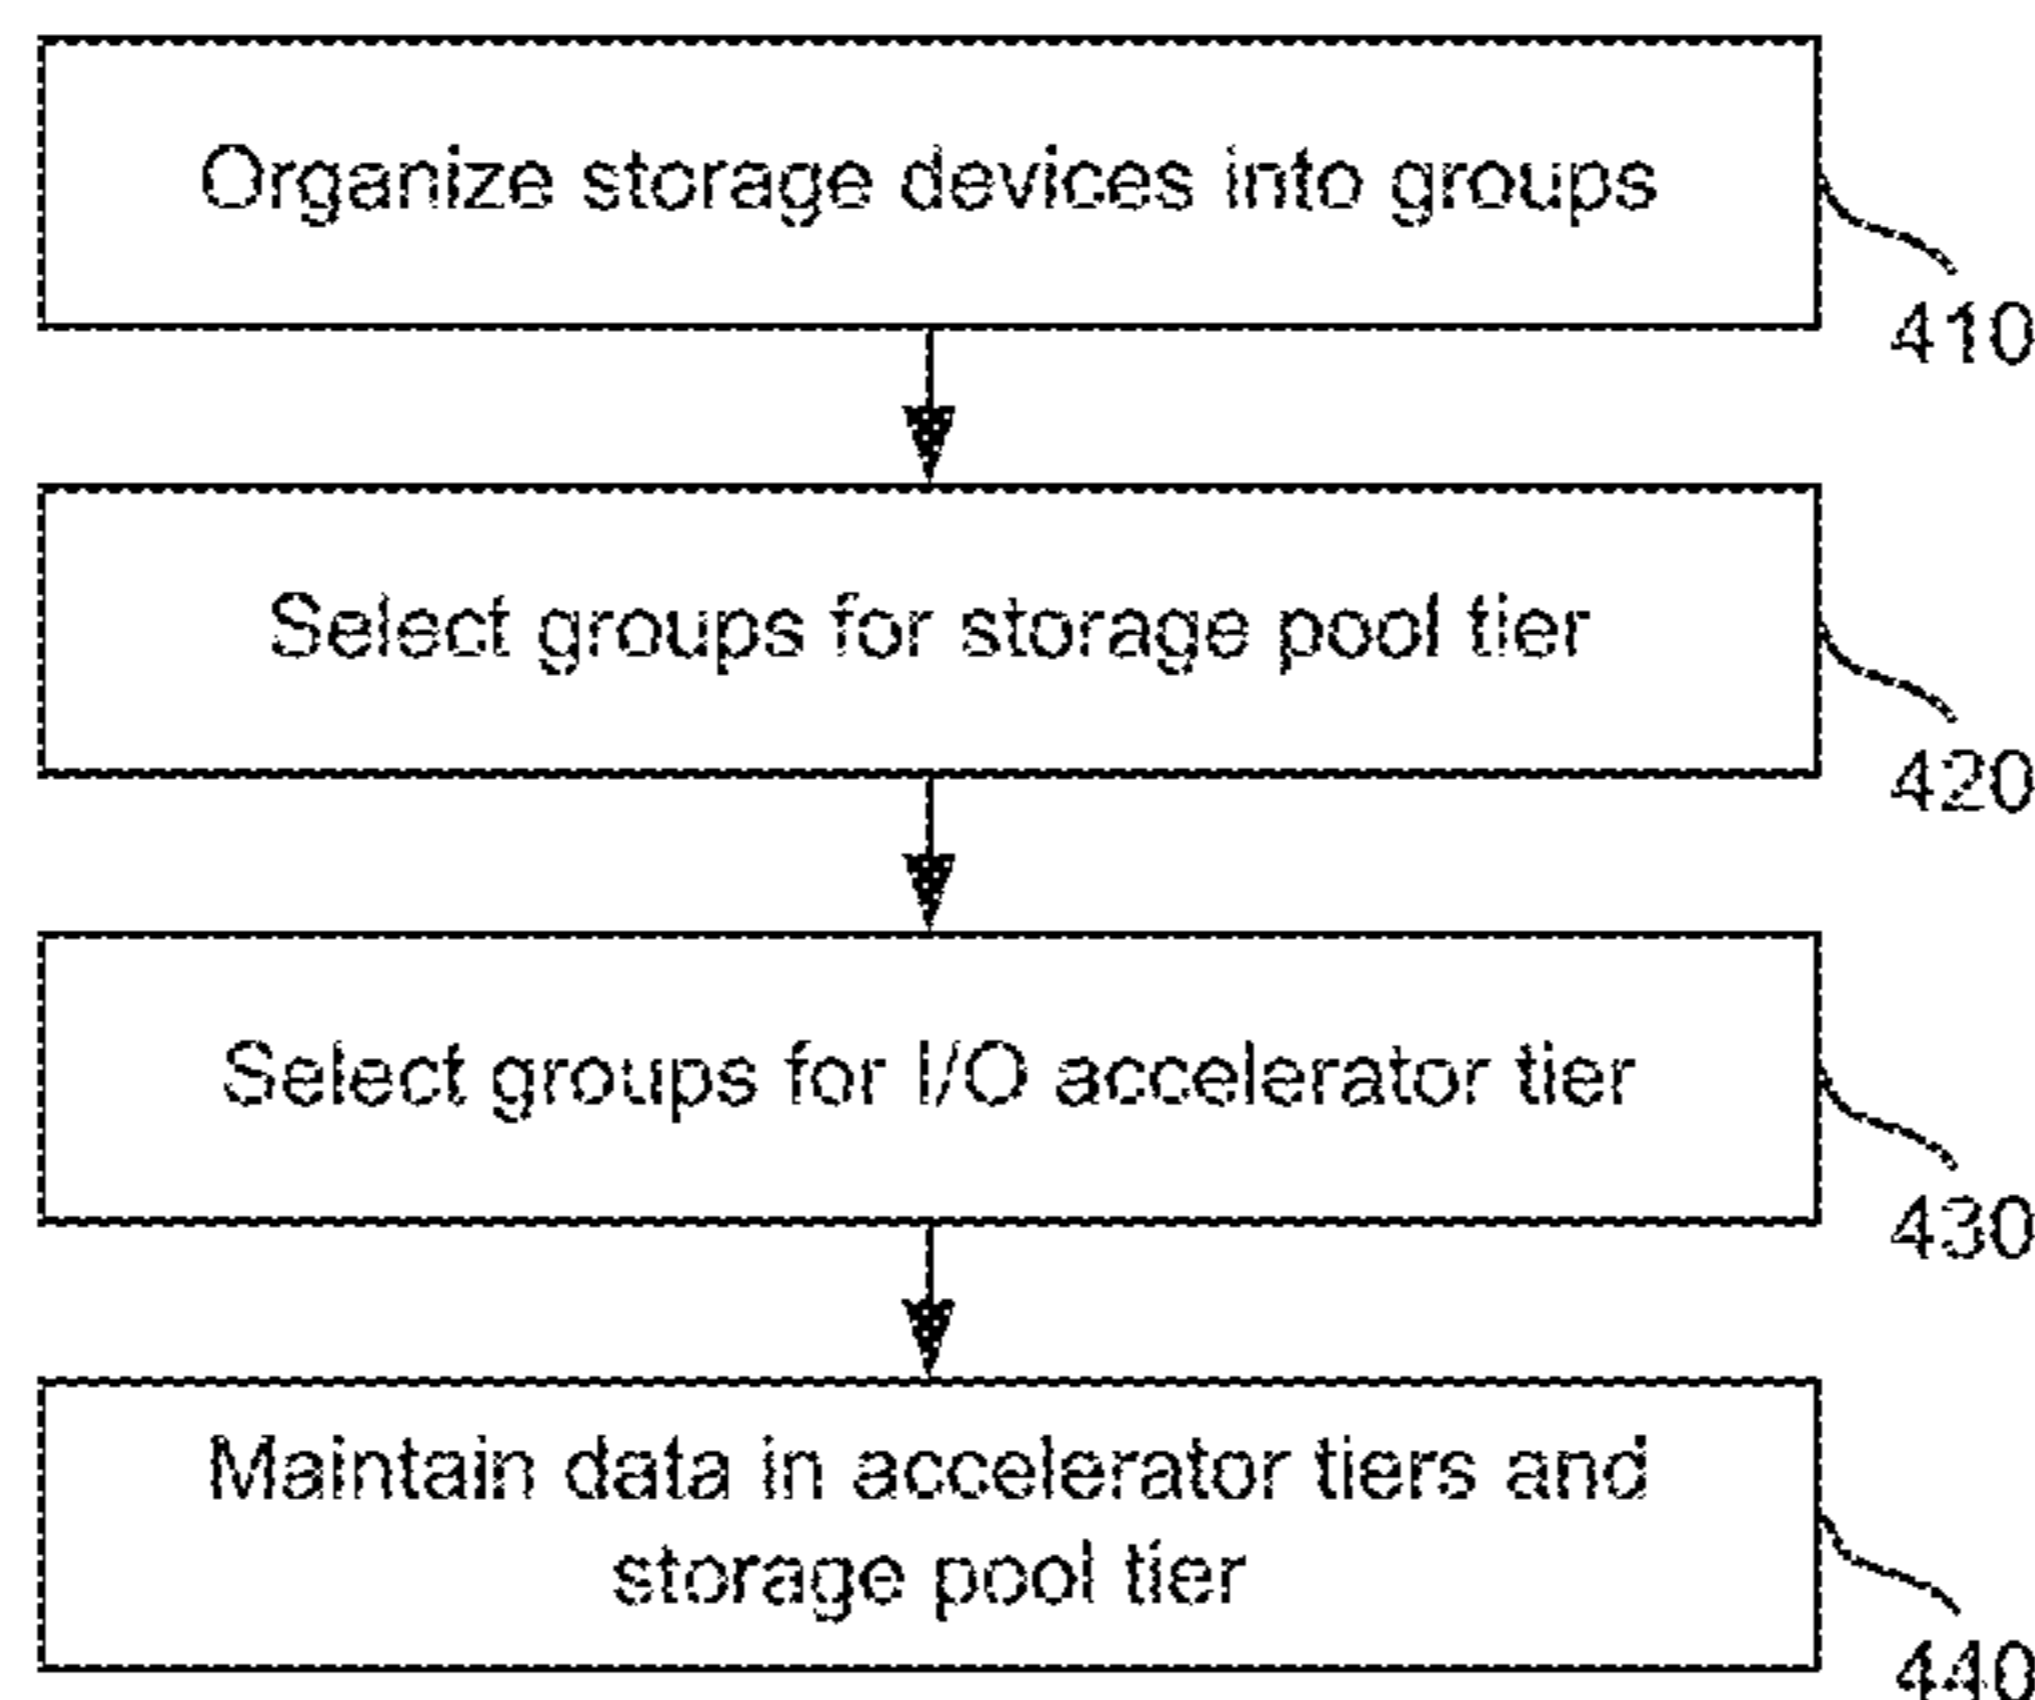 Organize storage devices into groups
410
Select groups for storage pool tier
420
Select groups for I/O accelerator tier
430
Maintain data in accelerator tiers and
storage pool tier
440